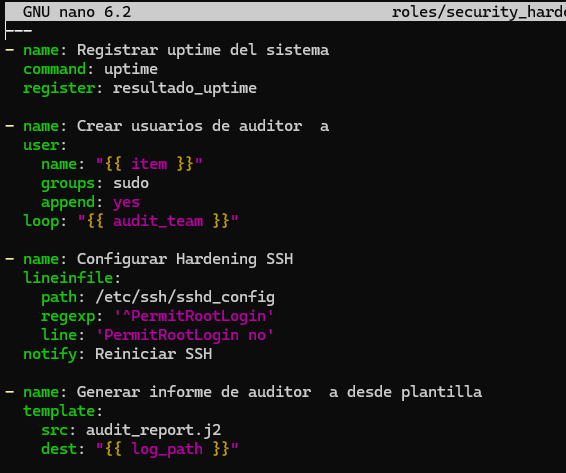 GNU nano 6.2 roles/security_harde
---
- name: Registrar uptime del sistema
  command: uptime
  register: resultado_uptime

- name: Crear usuarios de auditor  a
  user:
    name: "{{ item }}"
    groups: sudo
    append: yes
  loop: "{{ audit_team }}"

- name: Configurar Hardening SSH
  lineinfile:
    path: /etc/ssh/sshd_config
    regexp: '^PermitRootLogin'
    line: 'PermitRootLogin no'
  notify: Reiniciar SSH

- name: Generar informe de auditor  a desde plantilla
  template:
    src: audit_report.j2
    dest: "{{ log_path }}"